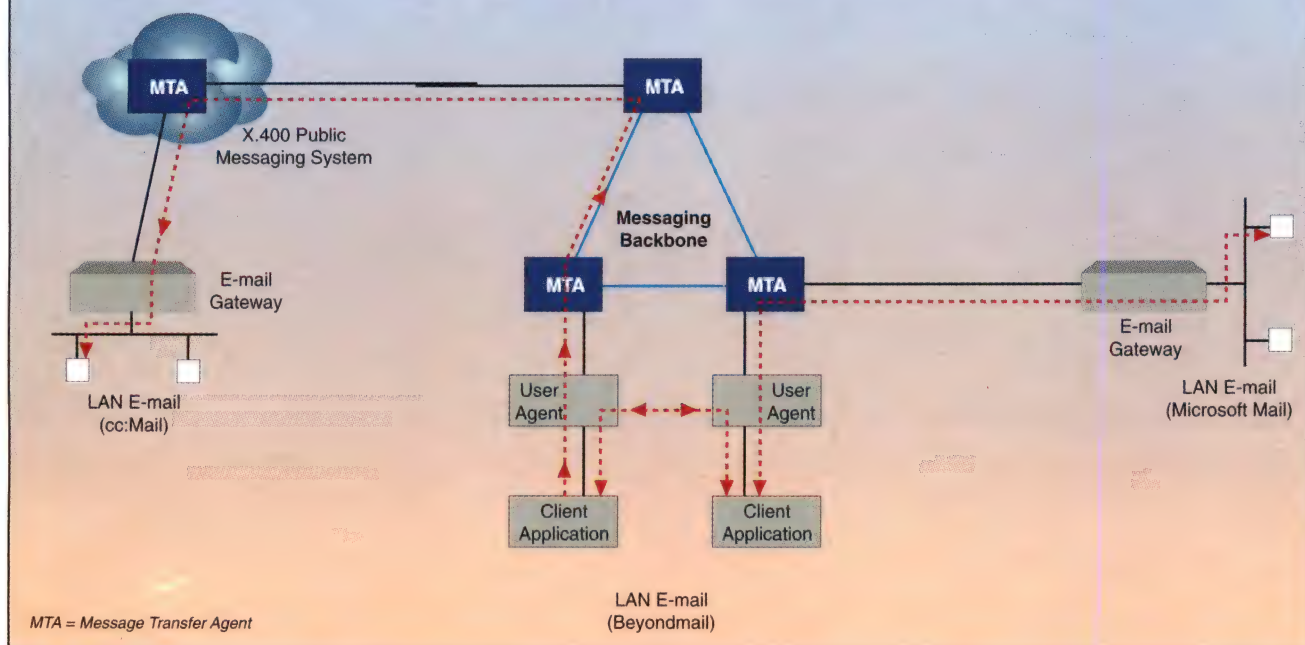 MTA
X.400 Public
Messaging System
MTA
Messaging
Backbone
MTA
MTA
E-mail
Gateway
E-mail
Gateway
LAN E-mail
(cc:Mail)
User
Agent
User
Agent
LAN E-mail
(Microsoft Mail)
Client
Application
Client
Application
LAN E-mail
(Beyondmail)
MTA = Message Transfer Agent